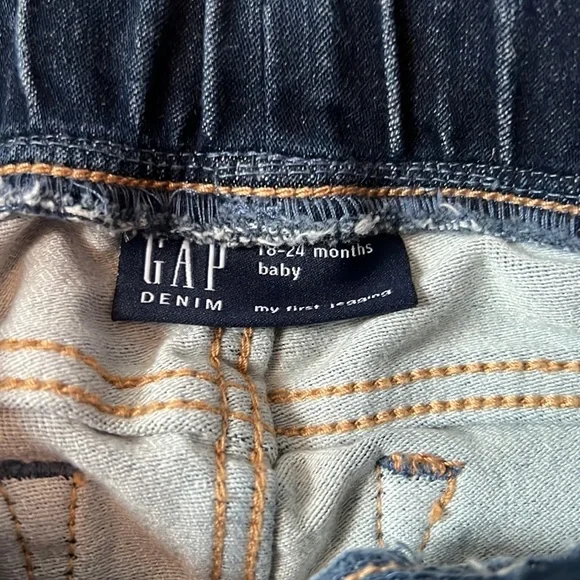 GAP
DENIM
18-24 months
baby
my first legging